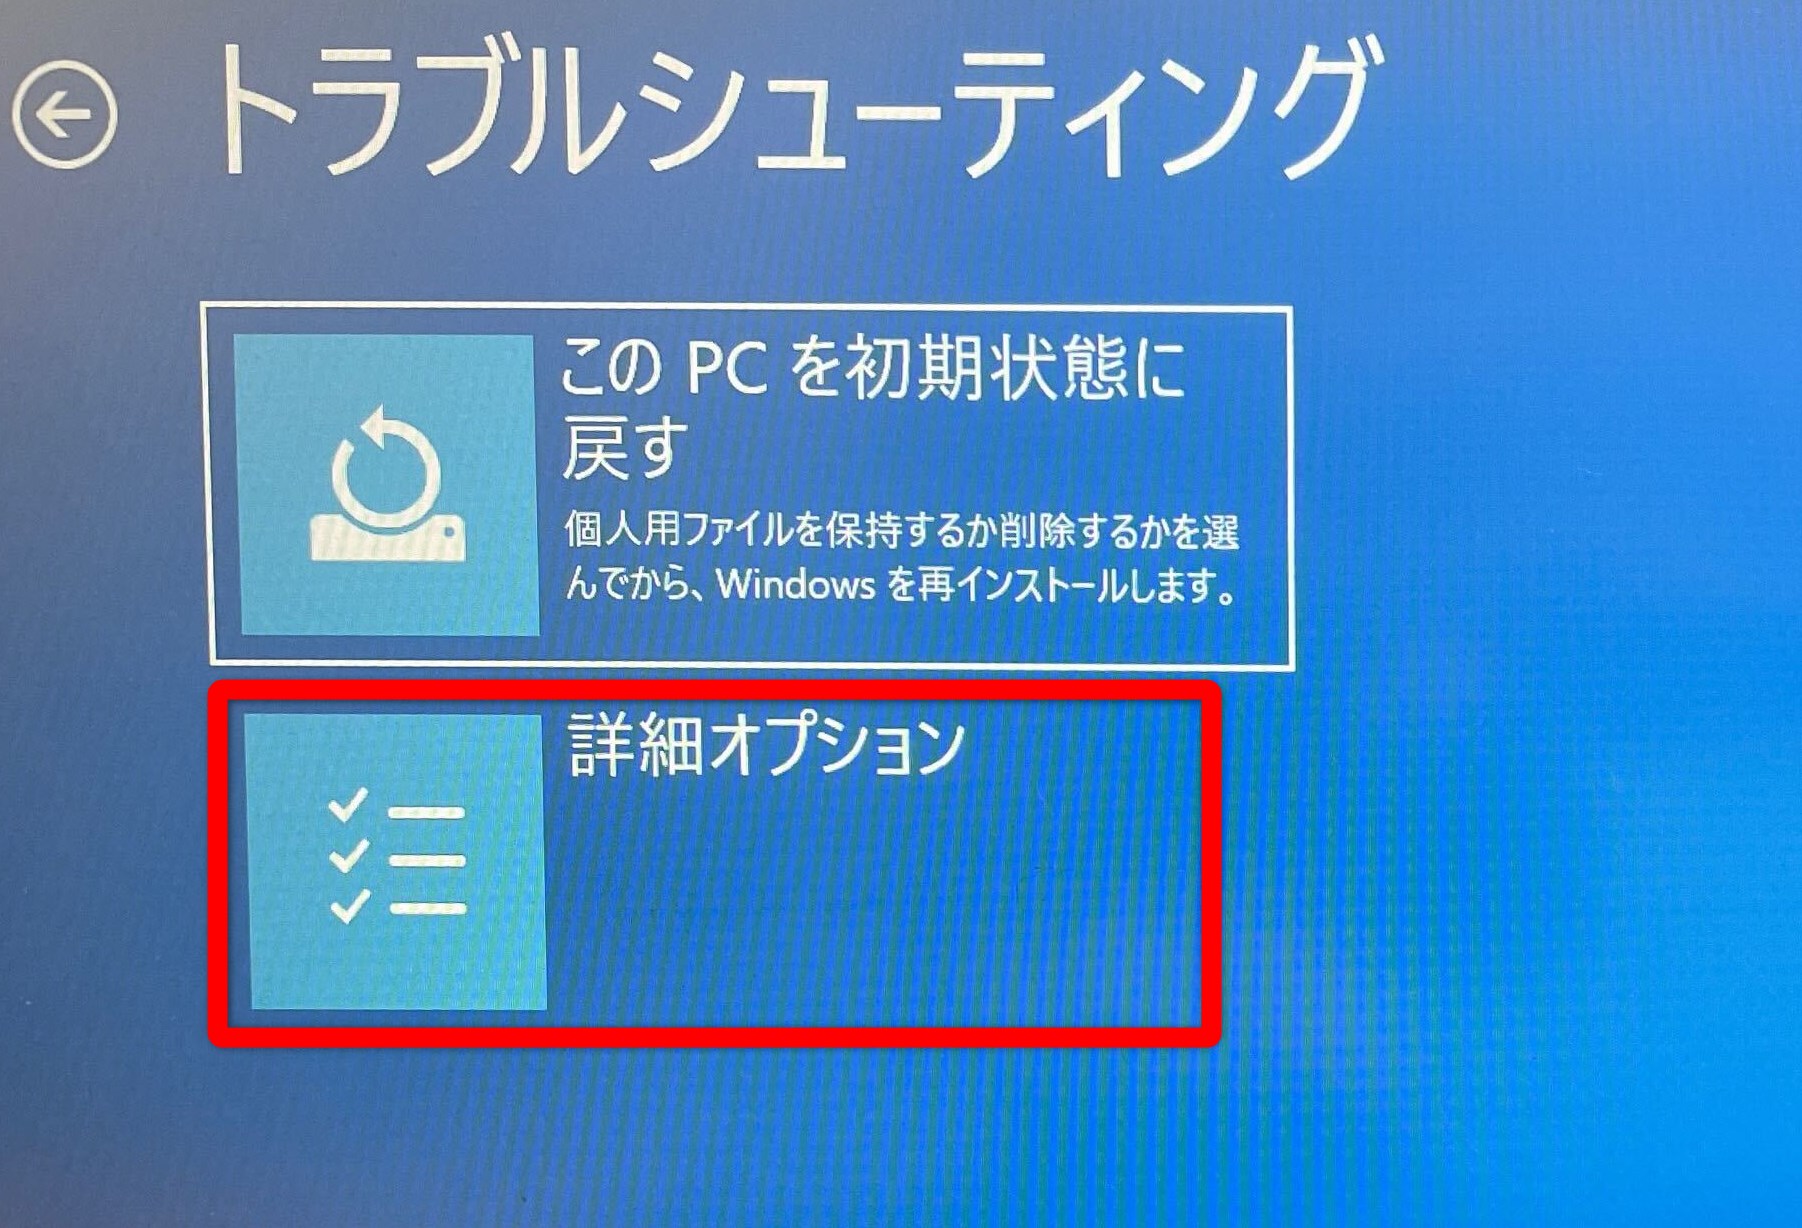 トラブルシューティング
この PC を初期状態に
戻す
個人用ファイルを保持するか削除するかを選
んでから、Windows を再インストールします。
詳細オプション